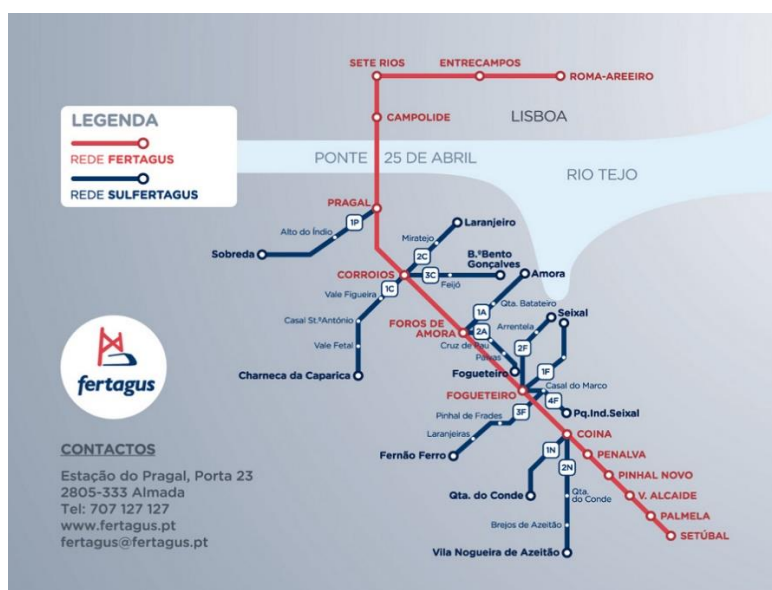 SETE RIOS
ENTRECAMPOS
ROMA-AREEIRO
LEGENDA
REDE FERTAGUS
REDE SULFERTAGUS
CAMPOLIDE
LISBOA
PONTE 25 DE ABRIL
RIO TEJO
PRAGAL
1P
Alto do Índio
Sobreda
Laranjeiro
Miratejo
2C
B.ºBento
Gonçalves
CORROIOS
3C
Feijó
Amora
1C
Vale Figueira
Qta. Batateiro
Casal St.ºAntónio
1A
Seixal
Arrentela
FOROS DE
AMORA
2A
Cruz de Pau
Paivas
2F
Vale Fetal
1F
Charneca da Caparica
Fogueteiro
Casal do Marco
FOGUETEIRO
4F
Pq.Ind.Seixal
3F
Pinhal de Frades
Laranjeiras
Fernão Ferro
COINA
1N
2N
PENALVA
PINHAL NOVO
Qta. do Conde
Qta.
do Conde
V. ALCAIDE
PALMELA
Brejos de Azeitão
SETÚBAL
Vila Nogueira de Azeitão
fertagus
CONTACTOS
Estação do Pragal, Porta 23
2805-333 Almada
Tel: 707 127 127
www.fertagus.pt
fertagus@fertagus.pt